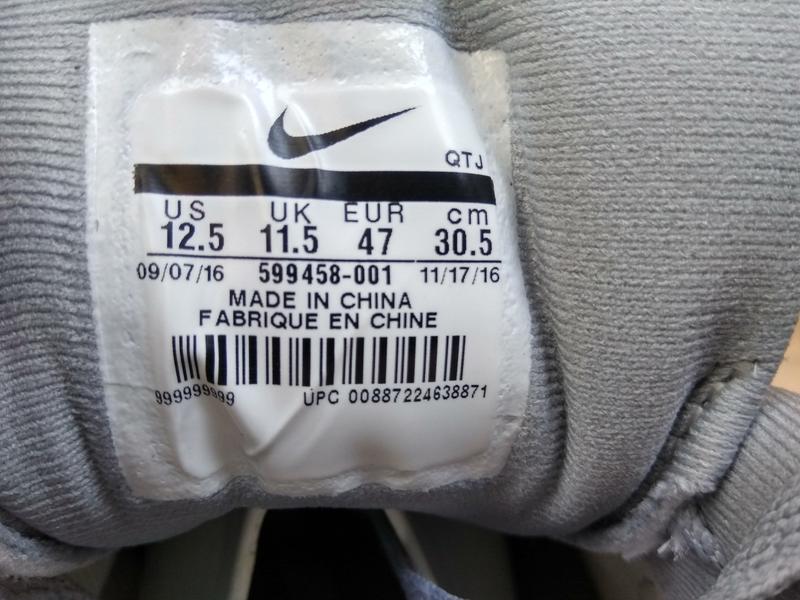 QTJ
US UK EUR cm
12.5 11.5 47 30.5
09/07/16 599458-001 11/17/16
MADE IN CHINA
FABRIQUE EN CHINE
999999999 UPC 00887224638871